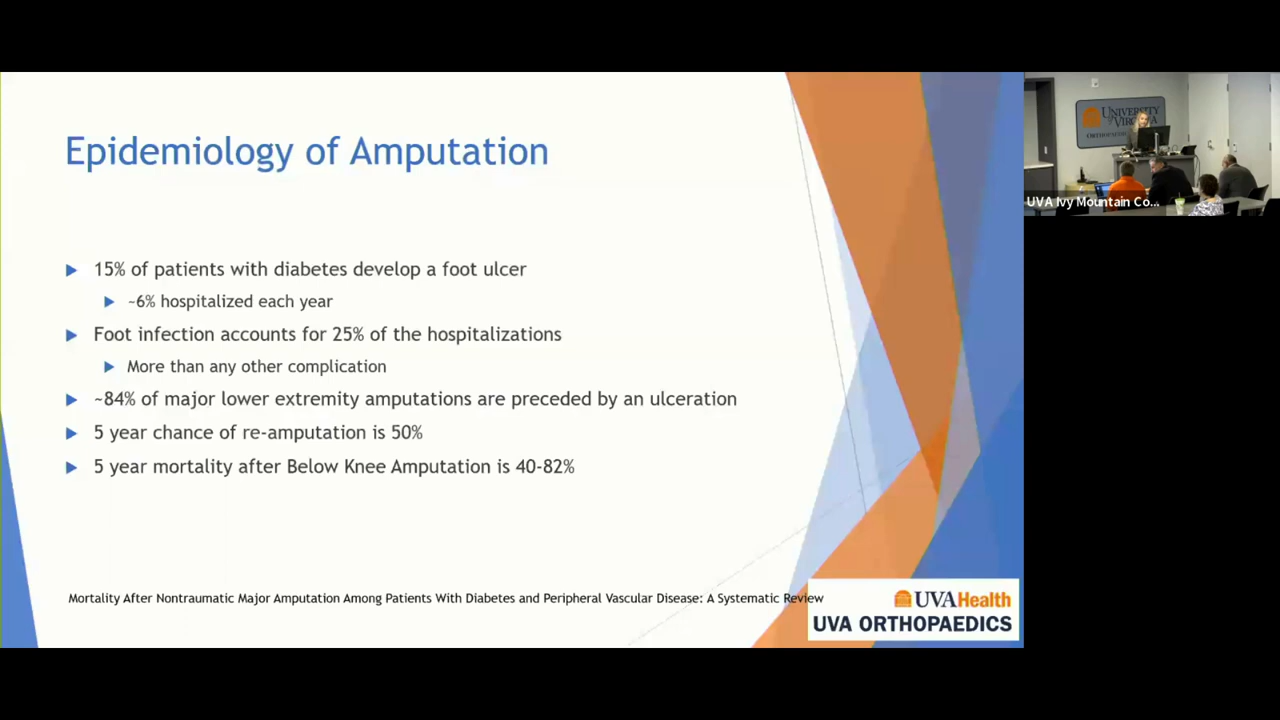 Epidemiology of Amputation
15% of patients with diabetes develop a foot ulcer
~6% hospitalized each year
Foot infection accounts for 25% of the hospitalizations
More than any other complication
~84% of major lower extremity amputations are preceded by an ulceration
5 year chance of re-amputation is 50%
5 year mortality after Below Knee Amputation is 40-82%
Mortality After Nontraumatic Major Amputation Among Patients With Diabetes and Peripheral Vascular Disease: A Systematic Review
UVAHealth
UVA ORTHOPAEDICS
UNIVERSITY
of VIRGINIA
UVA Ivy Mountain Co...